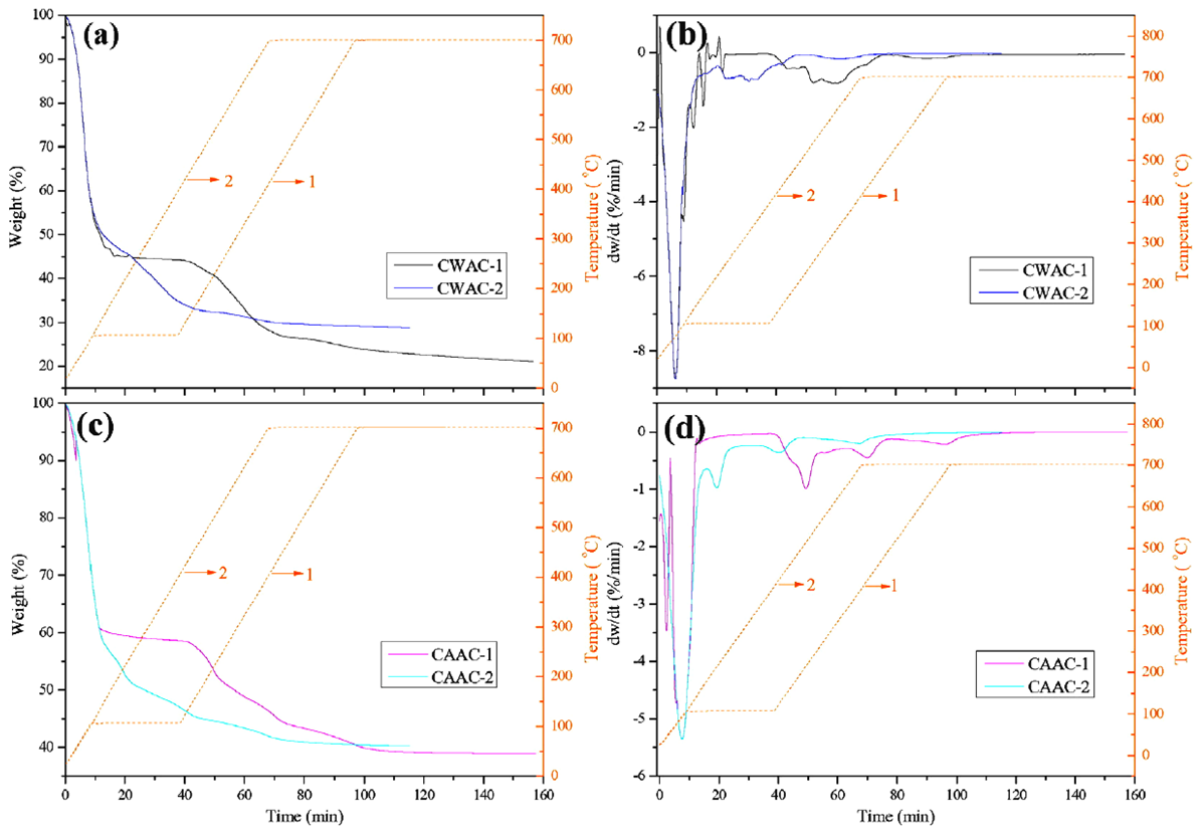 (a)
100
90
80
70
60
50
40
30
20
Weight (%)
2
1
CWAC-1
CWAC-2
700
600
500
400
300
200
100
0
Temperature ( °C)
(b)
0
-2
-4
-6
-8
dw/dt (%/min)
2
1
CWAC-1
CWAC-2
800
700
600
500
400
300
200
100
0
Temperature ( °C)
(c)
100
90
80
70
60
50
40
Weight (%)
2
1
CAAC-1
CAAC-2
700
600
500
400
300
200
100
0
Temperature ( °C)
0 20 40 60 80 100 120 140 160
Time (min)
(d)
0
-1
-2
-3
-4
-5
-6
dw/dt (%/min)
2
1
CAAC-1
CAAC-2
800
700
600
500
400
300
200
100
0
Temperature ( °C)
0 20 40 60 80 100 120 140 160
Time (min)